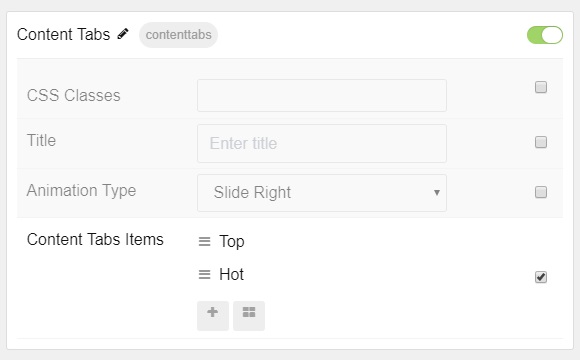 Content Tabs contenttabs
CSS Classes
Title Enter title
Animation Type Slide Right
Content Tabs Items Top
Hot